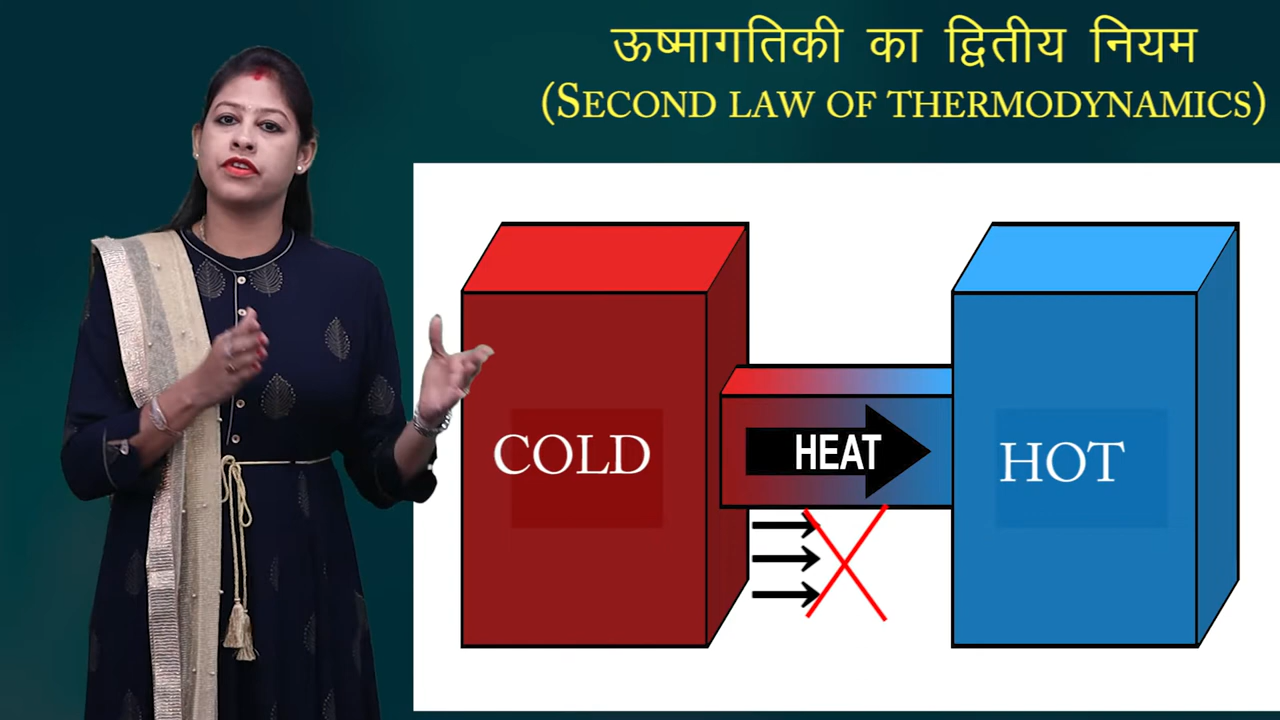 ऊष्मागतिकी का द्वितीय नियम
(SECOND LAW OF THERMODYNAMICS)
COLD
HEAT
HOT